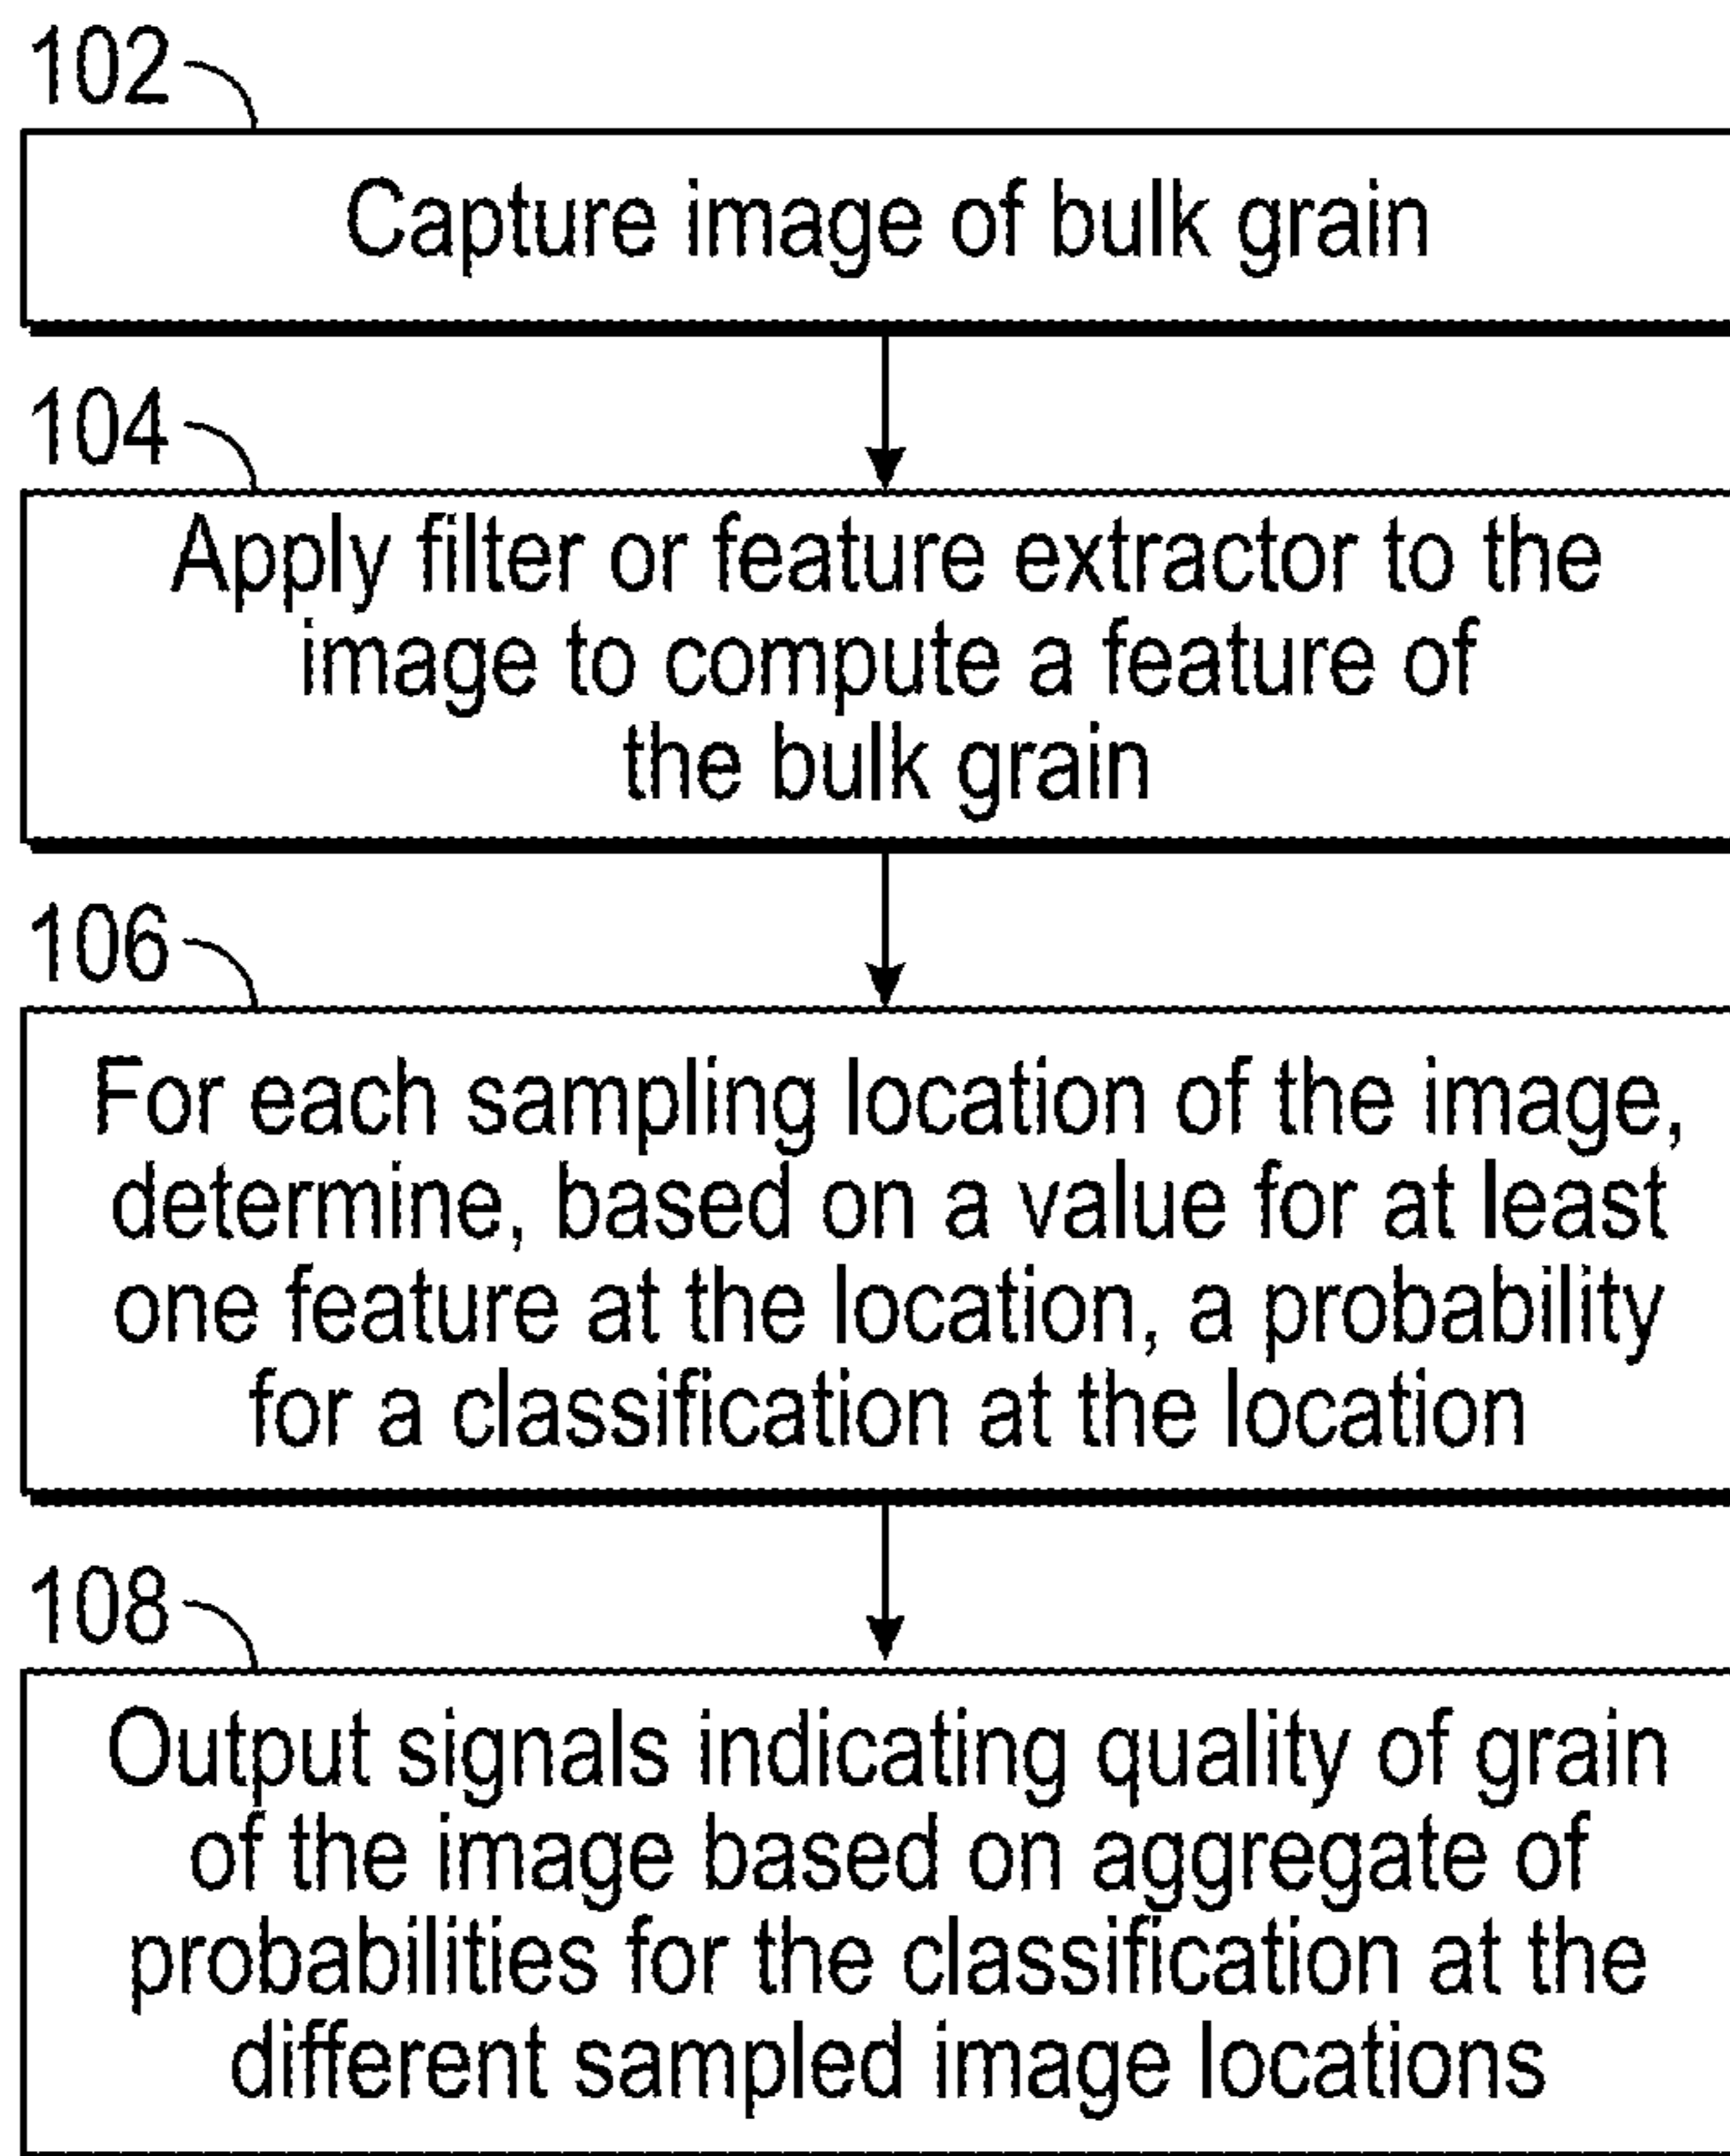 102
Capture image of bulk grain
104
Apply filter or feature extractor to the
image to compute a feature of
the bulk grain
106
For each sampling location of the image,
determine, based on a value for at least
one feature at the location, a probability
for a classification at the location
108
Output signals indicating quality of grain
of the image based on aggregate of
probabilities for the classification at the
different sampled image locations